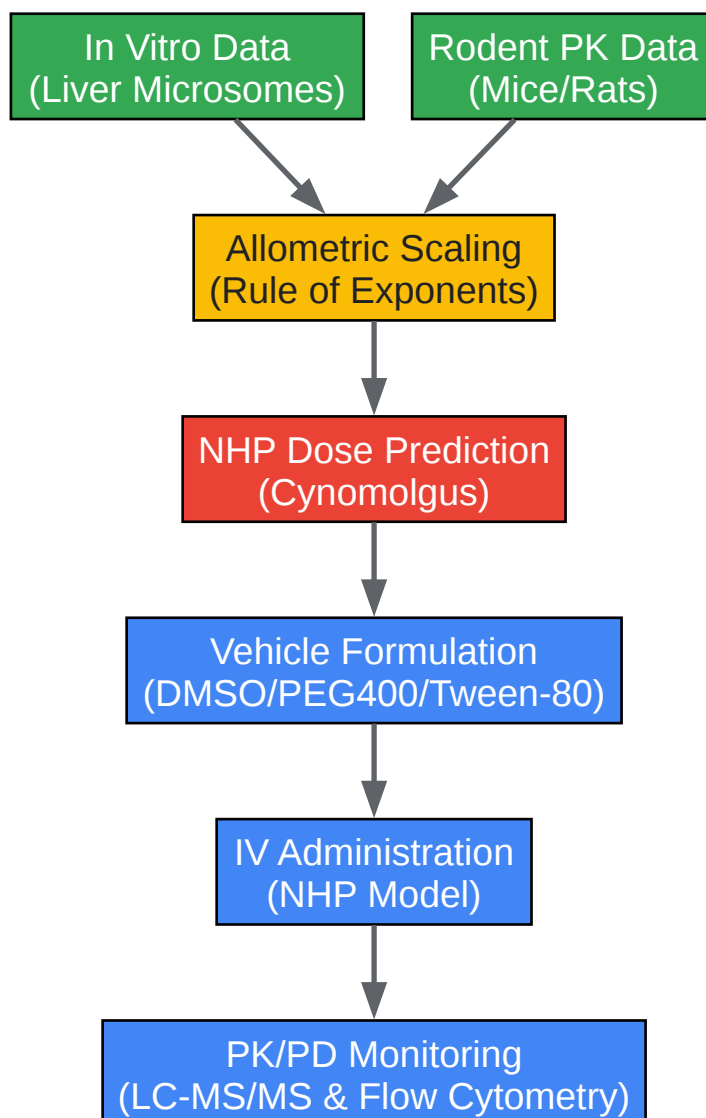 In Vitro Data
(Liver Microsomes)
Rodent PK Data
(Mice/Rats)
Allometric Scaling
(Rule of Exponents)
NHP Dose Prediction
(Cynomolgus)
Vehicle Formulation
(DMSO/PEG400/Tween-80)
IV Administration
(NHP Model)
PK/PD Monitoring
(LC-MS/MS & Flow Cytometry)